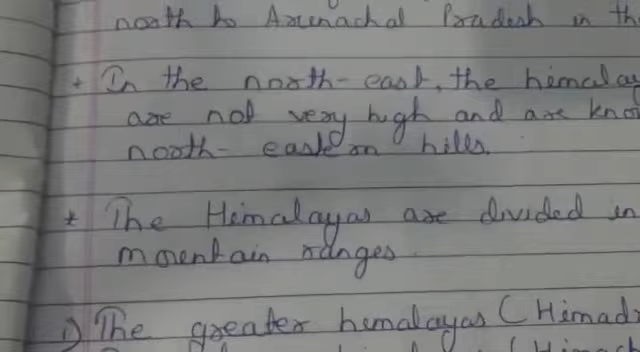 north to Arunachal Pradesh in th
* In the north-east, the himalay
are not very high and are kno
north-eastern hills.
* The Himalayas are divided in
mountain ranges.
i) The greater himalayas (Himad